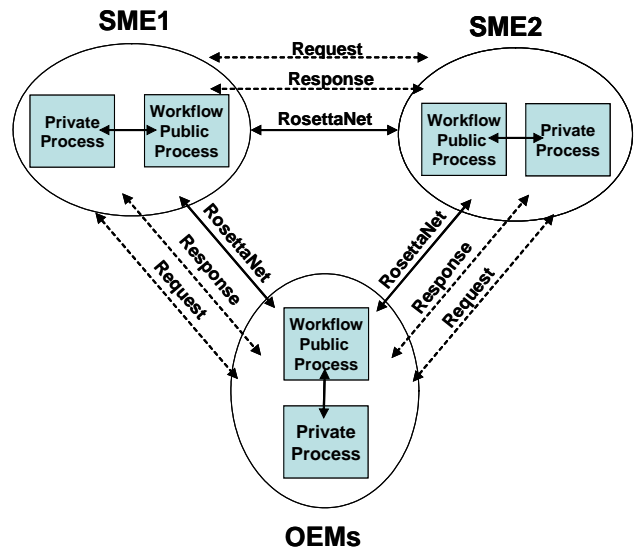 SME1
SME2
Request
Response
RosettaNet
Private
Process
Workflow
Public
Process
Workflow
Public
Process
Private
Process
RosettaNet
Response
Request
RosettaNet
Response
Request
Workflow
Public
Process
Private
Process
OEMs